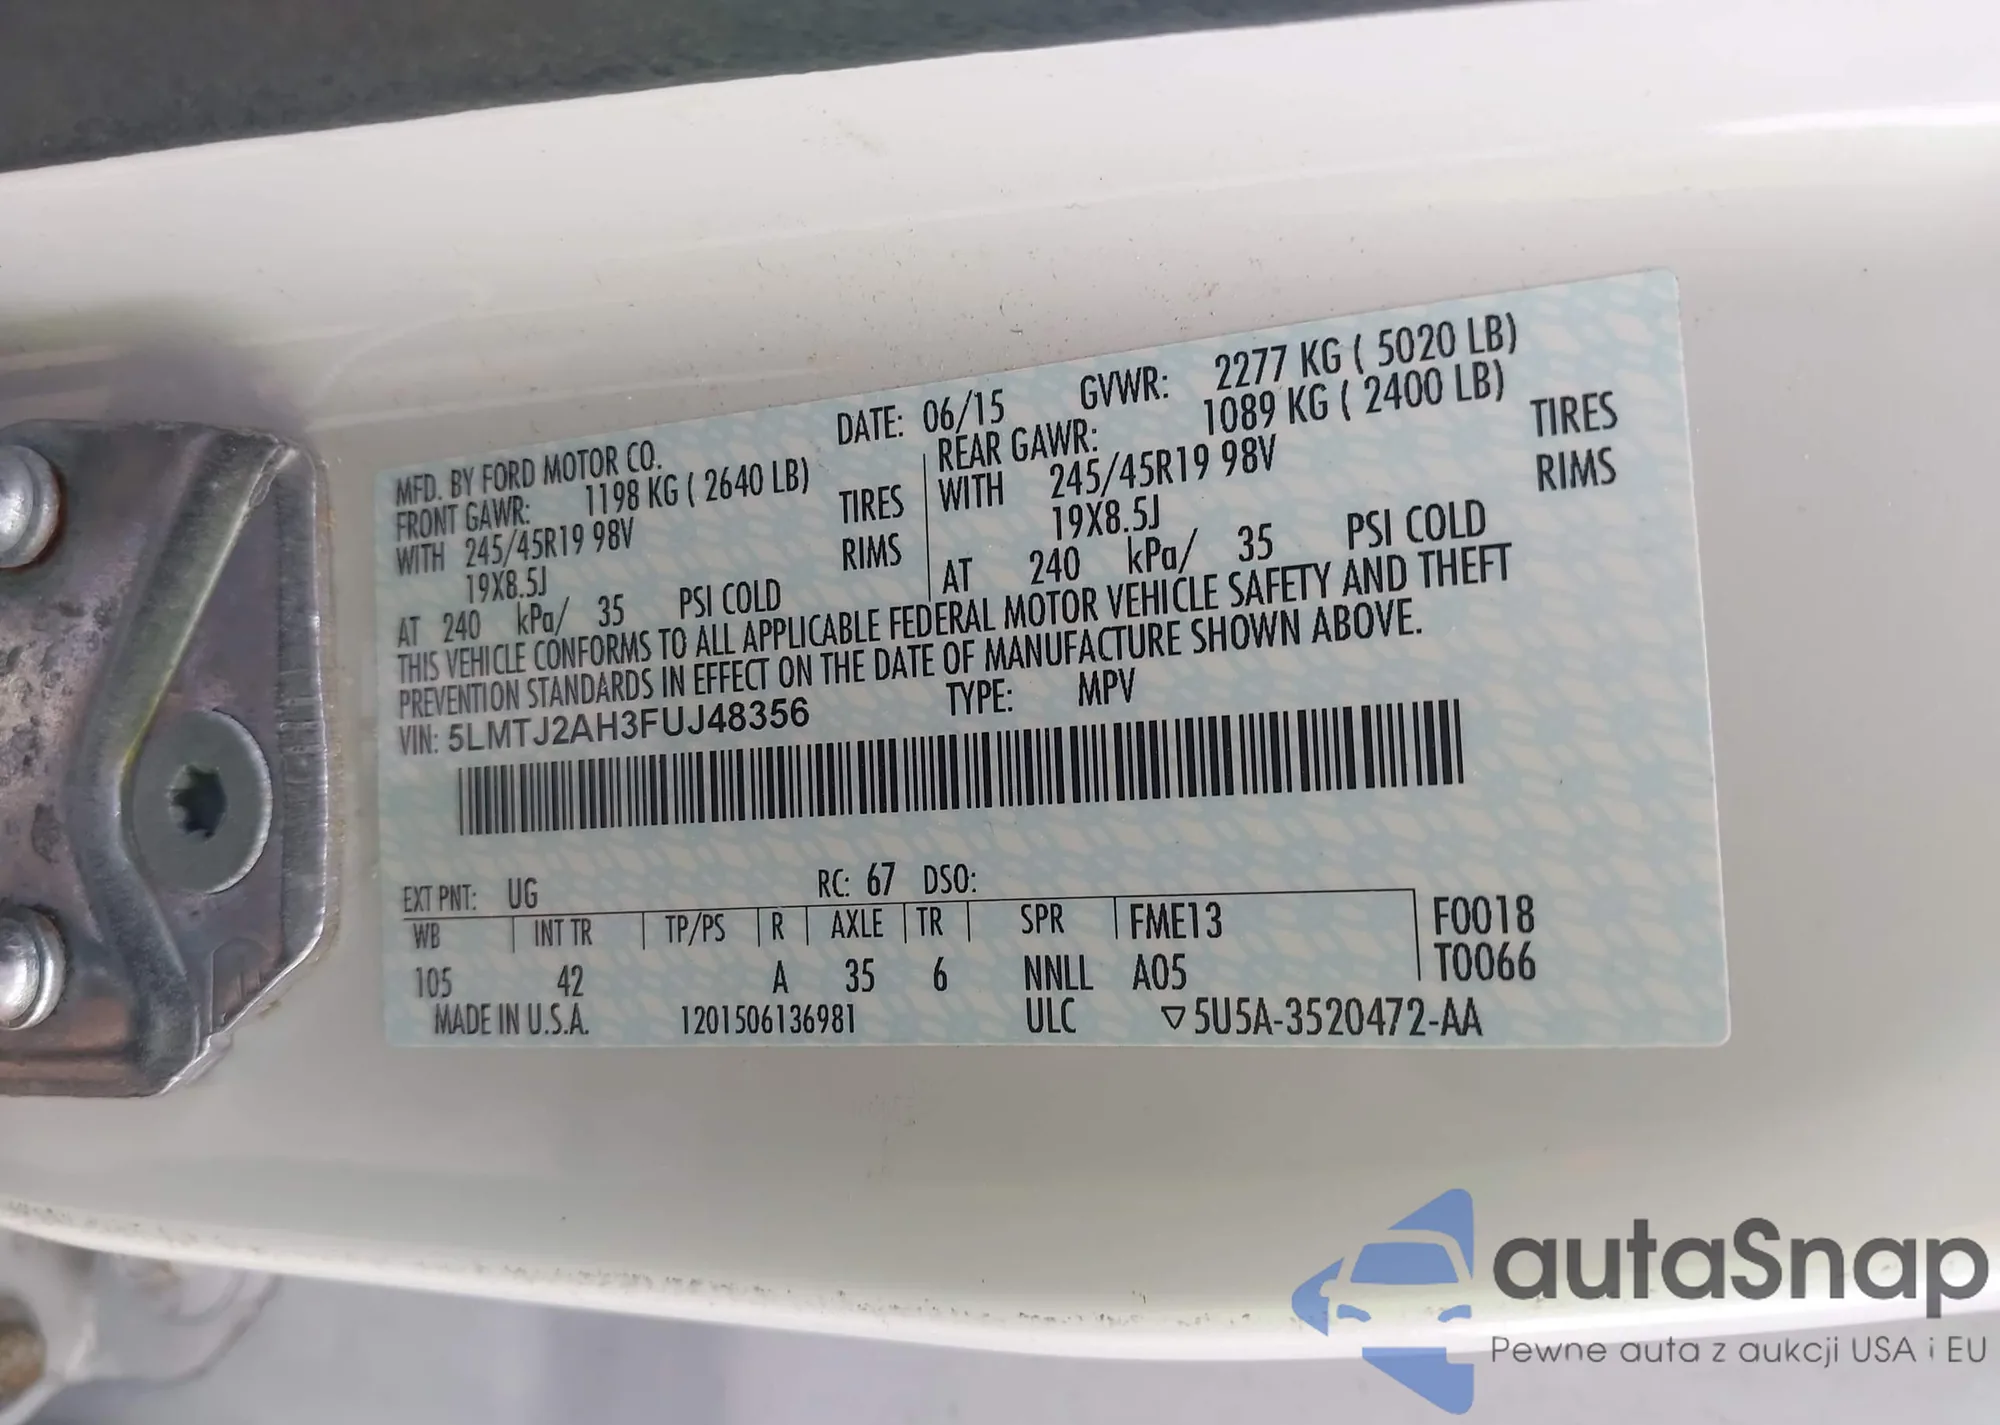 MFD. BY FORD MOTOR CO. DATE: 06/15 GVWR: 2277 KG ( 5020 LB)
FRONT GAWR: 1198 KG ( 2640 LB) REAR GAWR: 1089 KG ( 2400 LB)
WITH 245/45R19 98V TIRES WITH 245/45R19 98V TIRES
19X8.5J RIMS 19X8.5J RIMS
AT 240 kPa/ 35 PSI COLD AT 240 kPa/ 35 PSI COLD
THIS VEHICLE CONFORMS TO ALL APPLICABLE FEDERAL MOTOR VEHICLE SAFETY AND THEFT
PREVENTION STANDARDS IN EFFECT ON THE DATE OF MANUFACTURE SHOWN ABOVE.
VIN: 5LMTJ2AH3FUJ48356 TYPE: MPV
EXT PNT: UG RC: 67 DSO:
WB INT TR TP/PS R AXLE TR SPR FME13 F0018
105 42 A 35 6 NNLL A05 T0066
MADE IN U.S.A. 1201506136981 ULC ▽5U5A-3520472-AA
autaSnap
Pewne auta z aukcji USA i EU